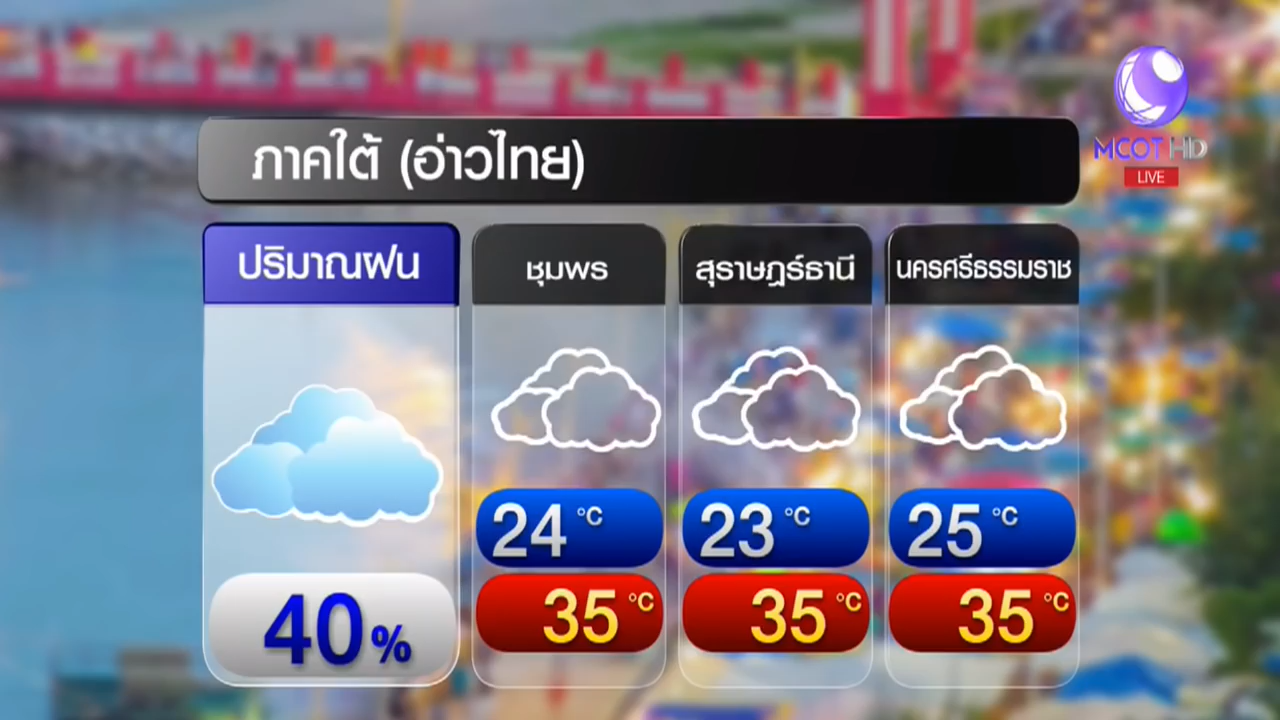 ภาคใต้ (อ่าวไทย)
MCOT HD
LIVE
ปริมาณฝน
40%
ชุมพร
24 °C
35 °C
สุราษฎร์ธานี
23 °C
35 °C
นครศรีธรรมราช
25 °C
35 °C